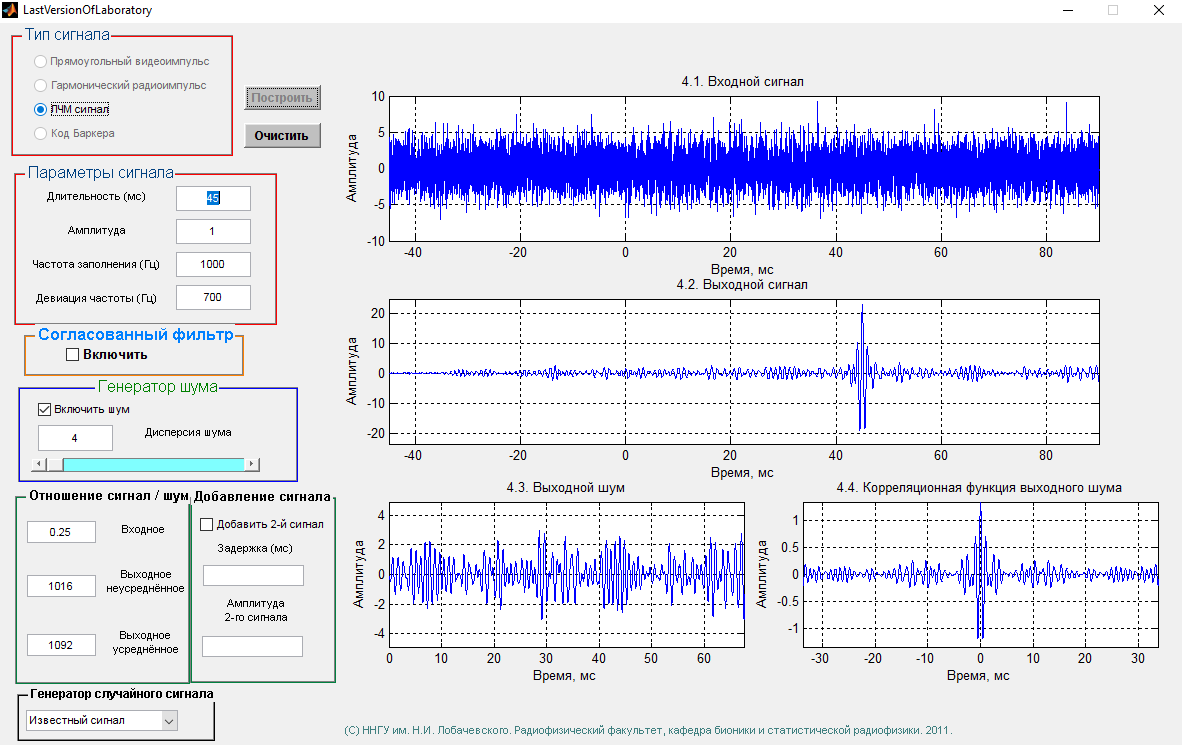 LastVersionOfLaboratory
Тип сигнала
Прямоугольный видеоимпульс
Гармонический радиоимпульс
ЛЧМ сигнал
Код Баркера
Построить
Очистить
Параметры сигнала
Длительность (мс)
45
Амплитуда
1
Частота заполнения (Гц)
1000
Девиация частоты (Гц)
700
Согласованный фильтр
Включить
Генератор шума
Включить шум
4
Дисперсия шума
Отношение сигнал / шум
0.25
Входное
1016
Выходное
неусреднённое
1092
Выходное
усреднённое
Добавление сигнала
Добавить 2-й сигнал
Задержка (мс)
Амплитуда
2-го сигнала
Генератор случайного сигнала
Известный сигнал
4.1. Входной сигнал
Амплитуда
10
5
0
-5
-10
-40 -20 0 20 40 60 80
Время, мс
4.2. Выходной сигнал
Амплитуда
20
10
0
-10
-20
-40 -20 0 20 40 60 80
Время, мс
4.3. Выходной шум
Амплитуда
4
2
0
-2
-4
0 10 20 30 40 50 60
Время, мс
4.4. Корреляционная функция выходного шума
Амплитуда
1
0.5
0
-0.5
-1
-30 -20 -10 0 10 20 30
Время, мс
(С) ННГУ им. Н.И. Лобачевского. Радиофизический факультет, кафедра бионики и статистической радиофизики. 2011.